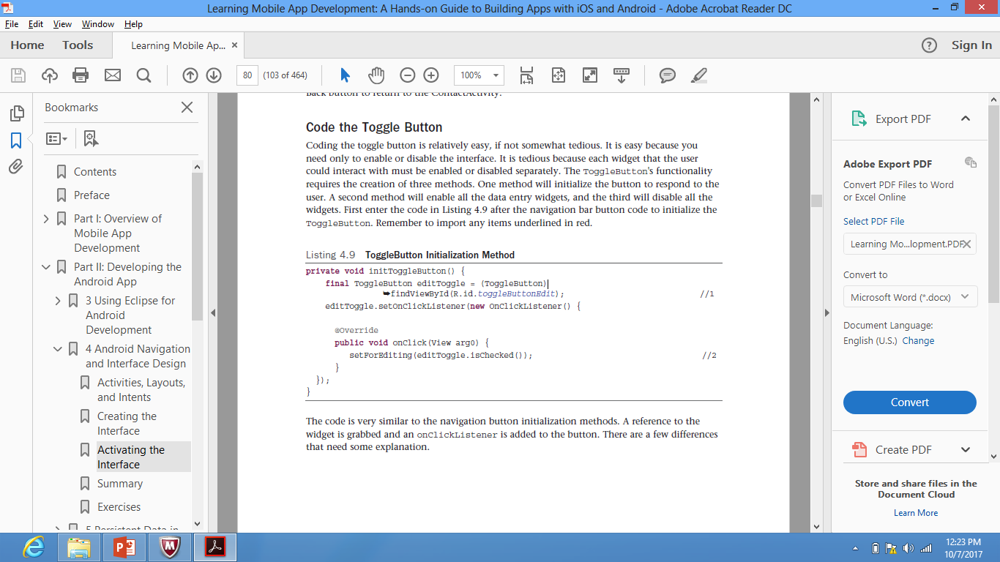 Learning Mobile App Development: A Hands-on Guide to Building Apps with iOS and Android - Adobe Acrobat Reader DC
File Edit View Window Help
Home Tools Learning Mobile Ap... × Sign In
80 (103 of 464) 100%
Bookmarks
Contents
Preface
Part I: Overview of
Mobile App
Development
Part II: Developing the
Android App
3 Using Eclipse for
Android
Development
4 Android Navigation
and Interface Design
Activities, Layouts,
and Intents
Creating the
Interface
Activating the
Interface
Summary
Exercises
5 Persistent Data in
Back button to return to the ContactActivity.
Code the Toggle Button
Coding the toggle button is relatively easy, if not somewhat tedious. It is easy because you
need only to enable or disable the interface. It is tedious because each widget that the user
could interact with must be enabled or disabled separately. The ToggleButton's functionality
requires the creation of three methods. One method will initialize the button to respond to the
user. A second method will enable all the data entry widgets, and the third will disable all the
widgets. First enter the code in Listing 4.9 after the navigation bar button code to initialize the
ToggleButton. Remember to import any items underlined in red.
Listing 4.9 ToggleButton Initialization Method
private void initToggleButton() {
final ToggleButton editToggle = (ToggleButton)
➥findViewById(R.id.toggleButtonEdit); //1
editToggle.setOnClickListener(new OnClickListener() {
@Override
public void onClick(View arg0) {
setForEditing(editToggle.isChecked()); //2
}
});
}
The code is very similar to the navigation button initialization methods. A reference to the
widget is grabbed and an onClickListener is added to the button. There are a few differences
that need some explanation.
Export PDF
Adobe Export PDF
Convert PDF Files to Word
or Excel Online
Select PDF File
Learning Mo...lopment.PDF
Convert to
Microsoft Word (*.docx)
Document Language:
English (U.S.) Change
Convert
Create PDF
Store and share files in the
Document Cloud
Learn More
12:23 PM
10/7/2017